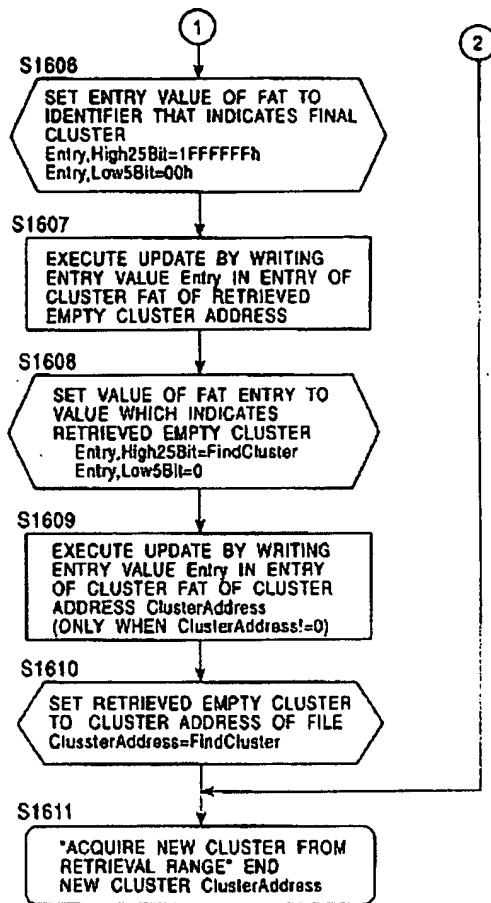 1
2
S1608
SET ENTRY VALUE OF FAT TO
IDENTIFIER THAT INDICATES FINAL
CLUSTER
Entry,High25Bit=1FFFFFFh
Entry,Low5Bit=00h
S1607
EXECUTE UPDATE BY WRITING
ENTRY VALUE Entry IN ENTRY OF
CLUSTER FAT OF RETRIEVED
EMPTY CLUSTER ADDRESS
S1608
SET VALUE OF FAT ENTRY TO
VALUE WHICH INDICATES
RETRIEVED EMPTY CLUSTER
Entry,High25Bit=FindCluster
Entry,Low5Bit=0
S1609
EXECUTE UPDATE BY WRITING
ENTRY VALUE Entry IN ENTRY
OF CLUSTER FAT OF CLUSTER
ADDRESS ClusterAddress
(ONLY WHEN ClusterAddress!=0)
S1610
SET RETRIEVED EMPTY CLUSTER
TO CLUSTER ADDRESS OF FILE
ClussterAddress=FindCluster
S1611
"ACQUIRE NEW CLUSTER FROM
RETRIEVAL RANGE" END
NEW CLUSTER ClusterAddress